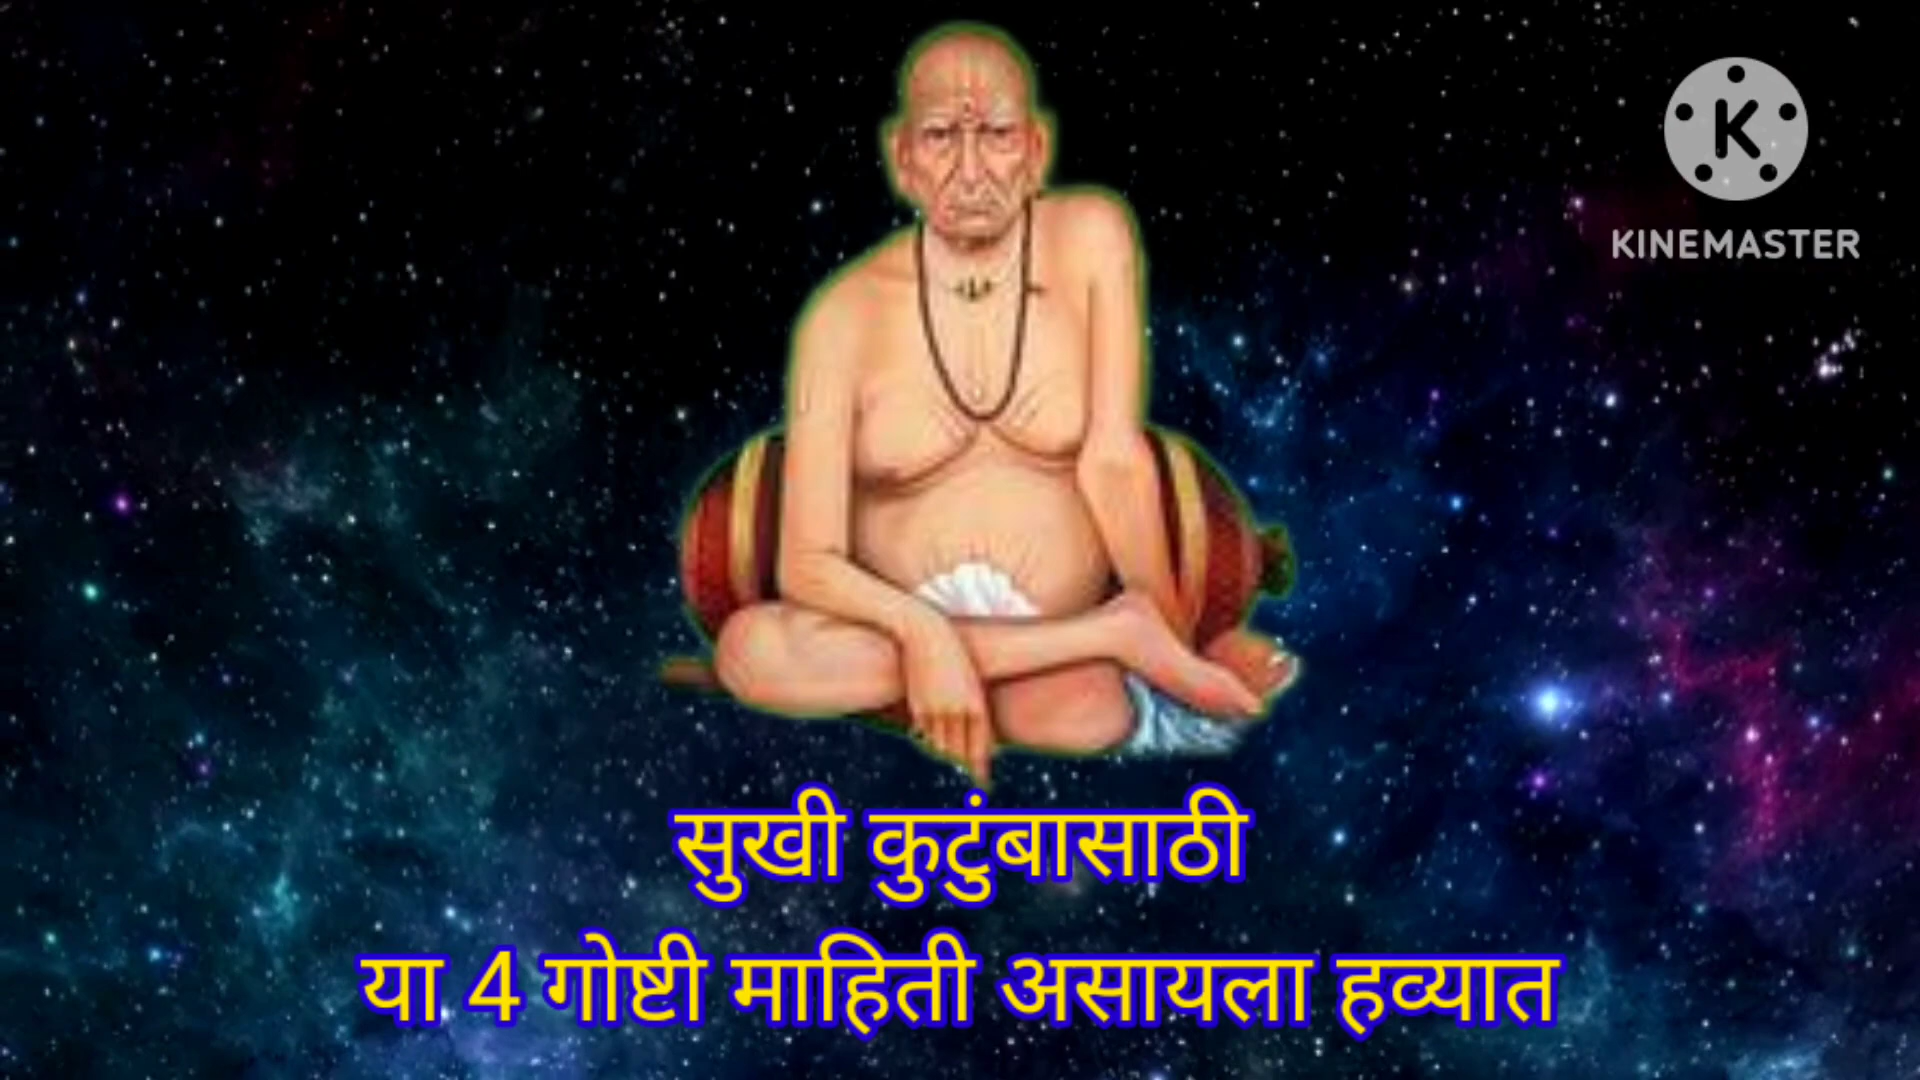 K
KINEMASTER
सुखी कुटुंबासाठी
या 4 गोष्टी माहिती असायला हव्यात